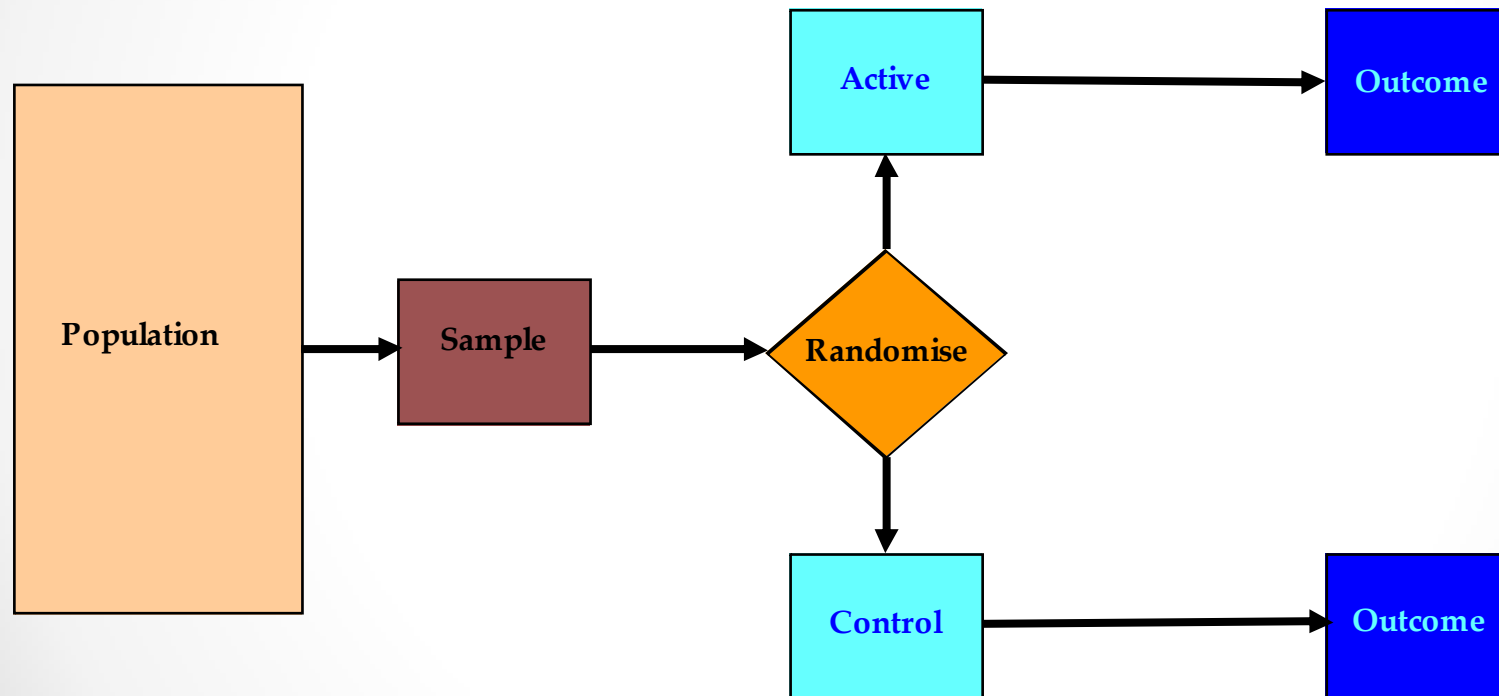 Population
Sample
Randomise
Active
Outcome
Control
Outcome